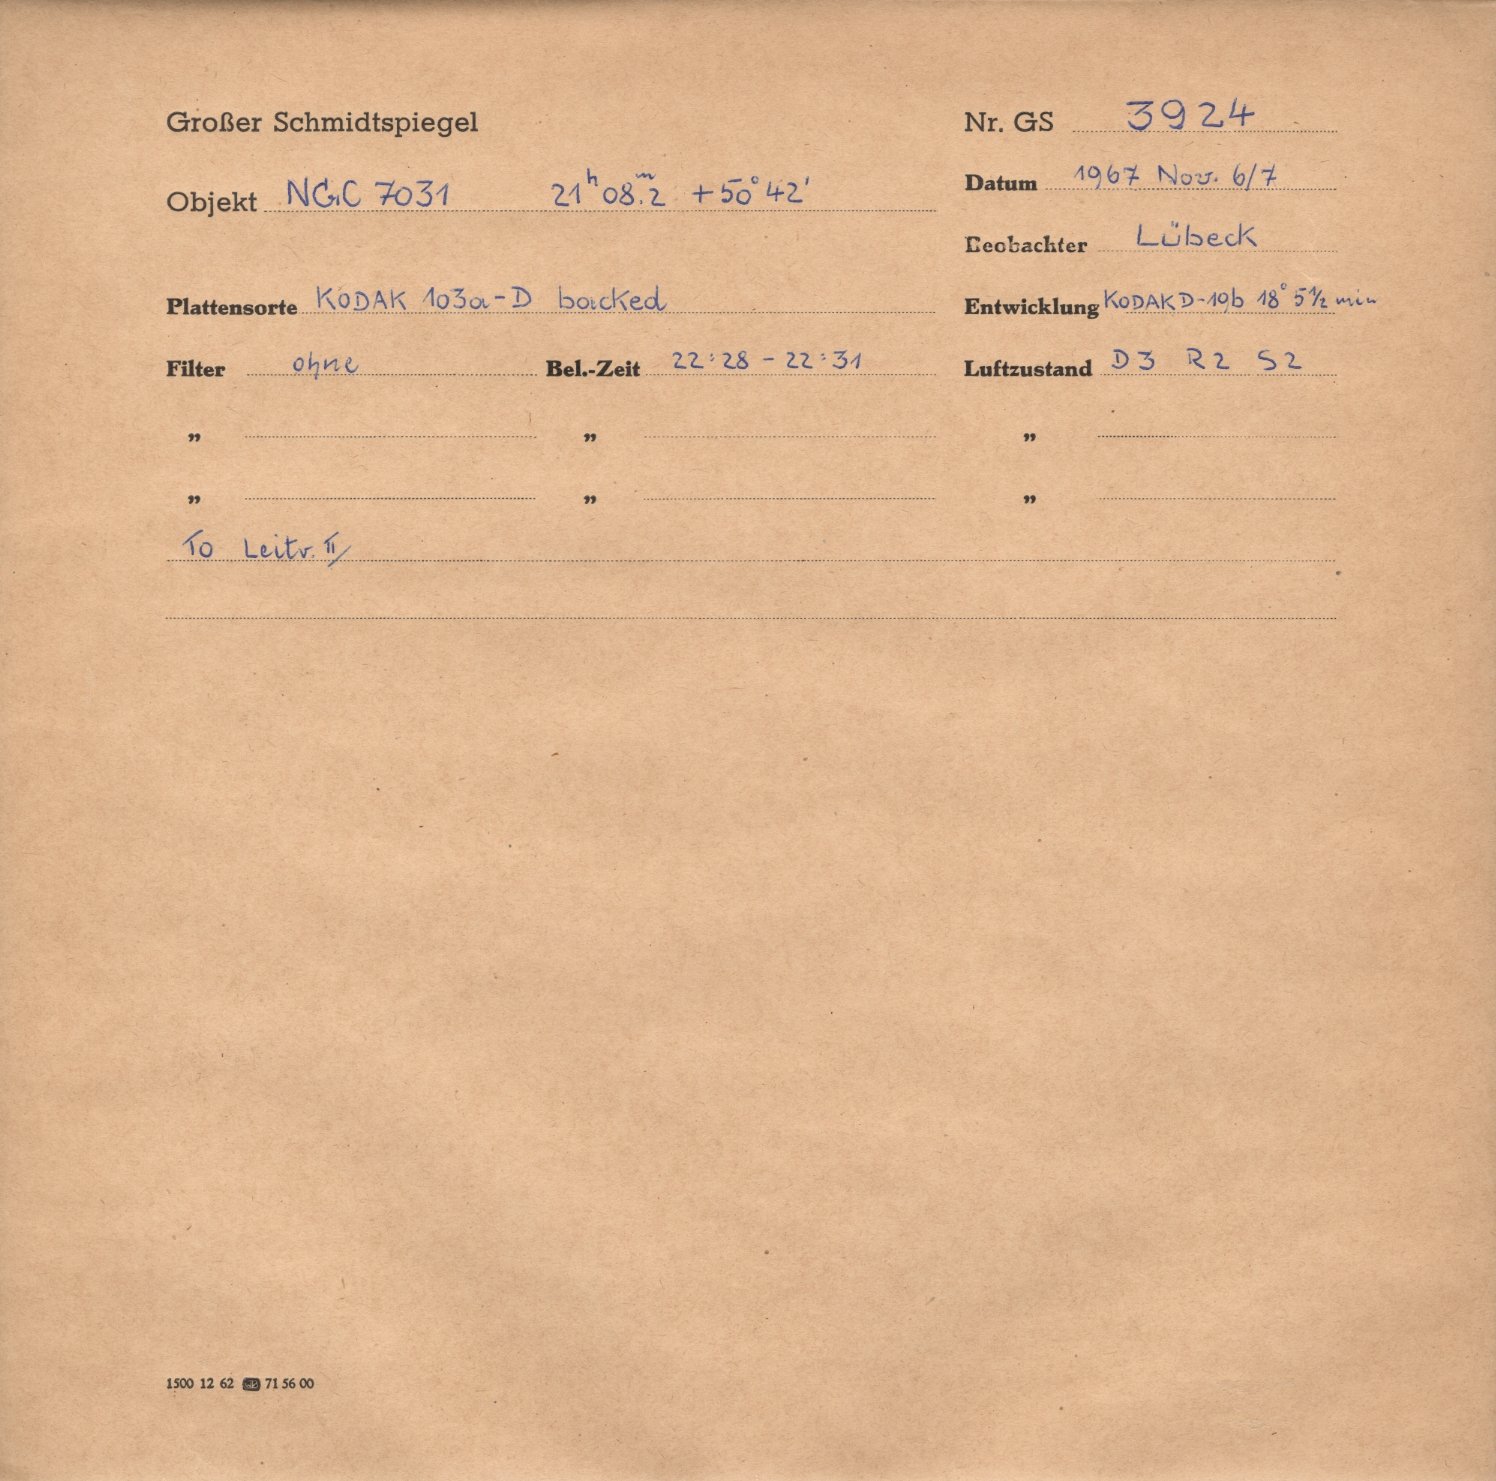 Großer Schmidtspiegel Nr. GS 3924
Datum 1967 Nov. 6/7
Objekt NGC 7031 21ʰ 08.ᵐ2 +50° 42'
Beobachter Lübeck
Plattensorte KODAK 103a-D backed Entwicklung KODAK D-19b 18° 5½ min
Filter ohne Bel.-Zeit 22:28 - 22:31 Luftzustand D3 R2 S2
" " "
" " "
To Leitr. II
1500 12 62 71 56 00